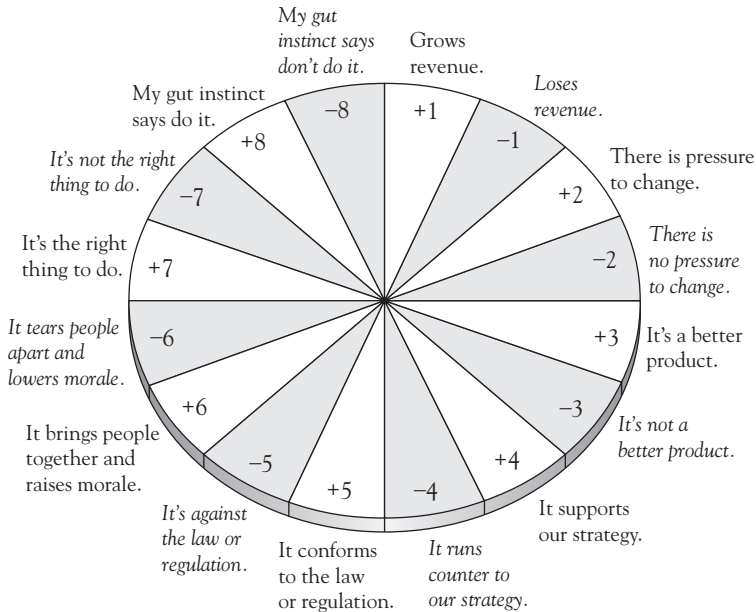 My gut
instinct says
don't do it.
−8
Grows
revenue.
+1
Loses
revenue.
−1
There is pressure
to change.
+2
There is
no pressure
to change.
−2
It's a better
product.
+3
It's not a
better product.
−3
It supports
our strategy.
+4
It runs
counter to
our strategy.
−4
It conforms
to the law
or regulation.
+5
It's against
the law or
regulation.
−5
It brings people
together and
raises morale.
+6
It tears people
apart and
lowers morale.
−6
It's the right
thing to do.
+7
It's not the right
thing to do.
−7
My gut instinct
says do it.
+8